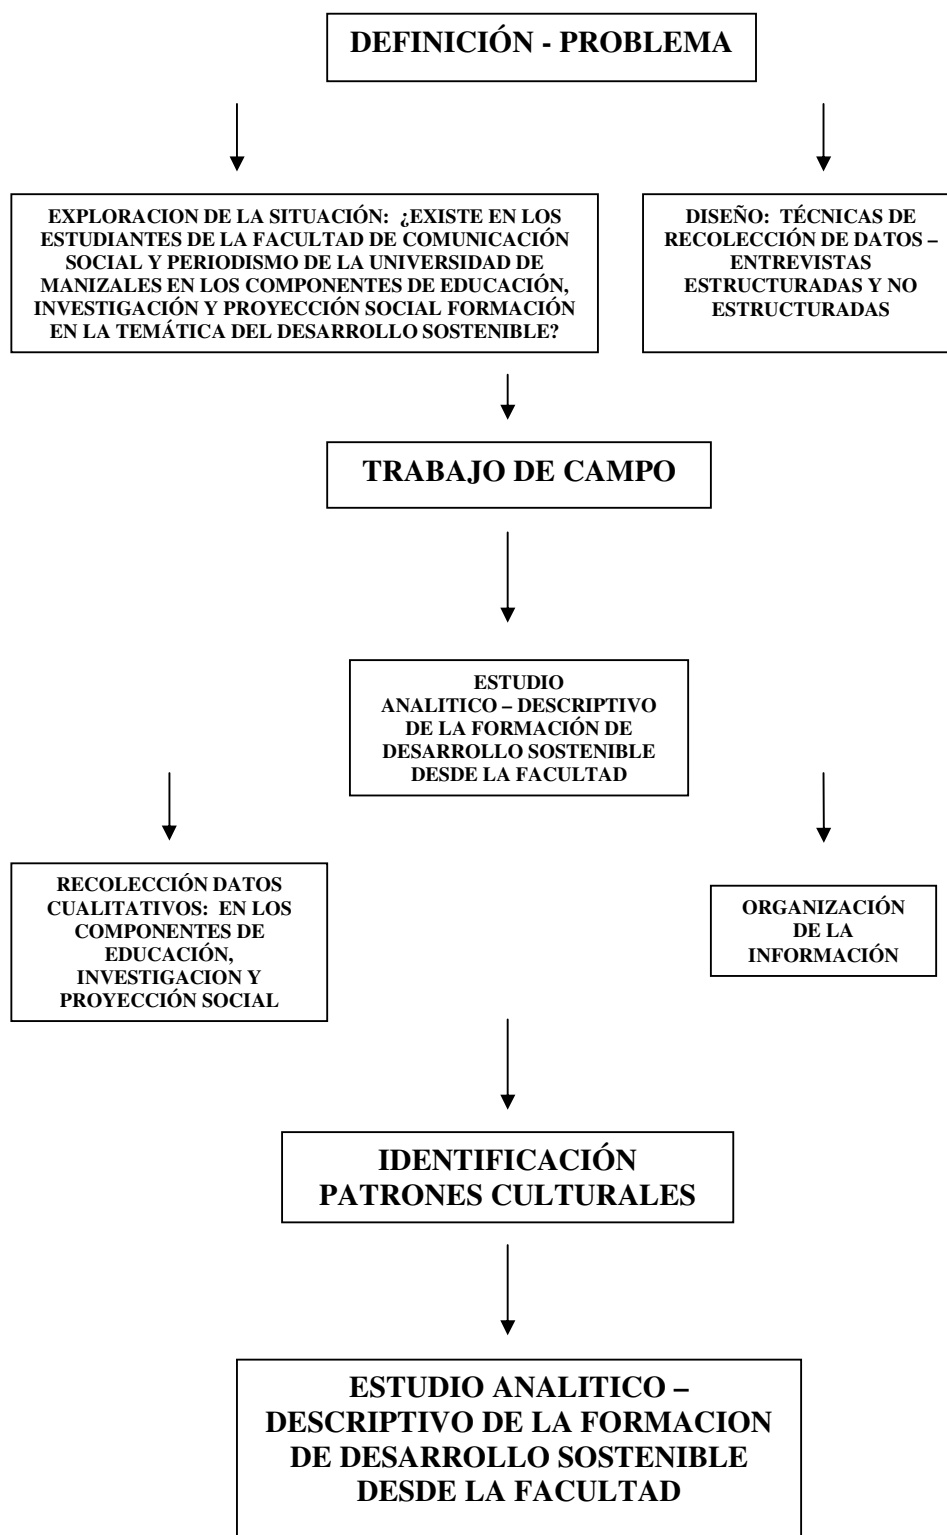 DEFINICIÓN - PROBLEMA
EXPLORACION DE LA SITUACIÓN: ¿EXISTE EN LOS
ESTUDIANTES DE LA FACULTAD DE COMUNICACIÓN
SOCIAL Y PERIODISMO DE LA UNIVERSIDAD DE
MANIZALES EN LOS COMPONENTES DE EDUCACIÓN,
INVESTIGACIÓN Y PROYECCIÓN SOCIAL FORMACIÓN
EN LA TEMÁTICA DEL DESARROLLO SOSTENIBLE?
DISEÑO: TÉCNICAS DE
RECOLECCIÓN DE DATOS –
ENTREVISTAS
ESTRUCTURADAS Y NO
ESTRUCTURADAS
TRABAJO DE CAMPO
ESTUDIO
ANALITICO – DESCRIPTIVO
DE LA FORMACIÓN DE
DESARROLLO SOSTENIBLE
DESDE LA FACULTAD
RECOLECCIÓN DATOS
CUALITATIVOS: EN LOS
COMPONENTES DE
EDUCACIÓN,
INVESTIGACION Y
PROYECCIÓN SOCIAL
ORGANIZACIÓN
DE LA
INFORMACIÓN
IDENTIFICACIÓN
PATRONES CULTURALES
ESTUDIO ANALITICO –
DESCRIPTIVO DE LA FORMACION
DE DESARROLLO SOSTENIBLE
DESDE LA FACULTAD